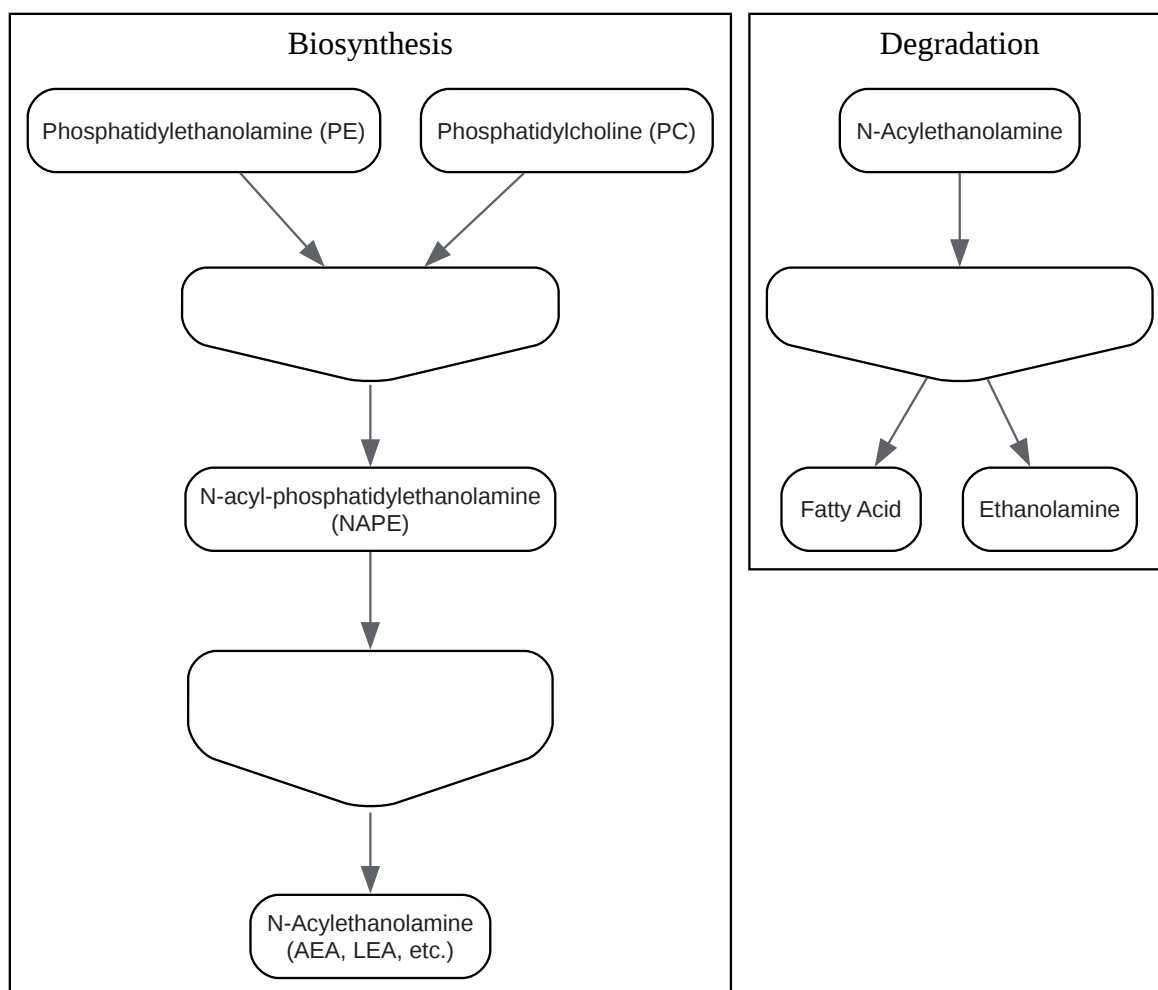 Biosynthesis
Phosphatidylethanolamine (PE)
Phosphatidylcholine (PC)
N-acyl-phosphatidylethanolamine
(NAPE)
N-Acylethanolamine
(AEA, LEA, etc.)
Degradation
N-Acylethanolamine
Fatty Acid
Ethanolamine